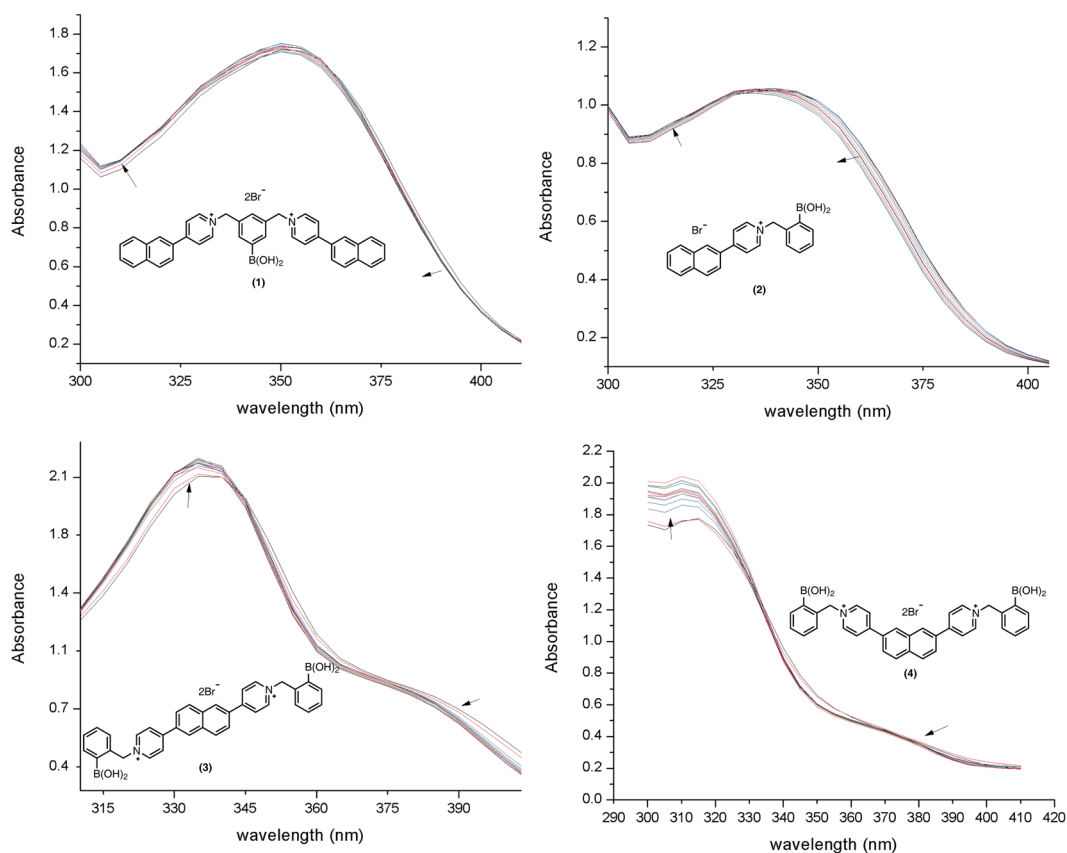 1.8
1.6
1.4
1.2
1.0
0.8
0.6
0.4
0.2
300
325
350
375
400
Absorbance
wavelength (nm)
2Br⁻
N⁺
N⁺
B(OH)₂
(1)
1.2
1.0
0.8
0.6
0.4
0.2
300
325
350
375
400
Absorbance
wavelength (nm)
B(OH)₂
Br⁻
N⁺
(2)
2.1
1.8
1.4
1.1
0.7
0.4
315
330
345
360
375
390
Absorbance
wavelength (nm)
B(OH)₂
2Br⁻
N⁺
N⁺
B(OH)₂
(3)
2.2
2.0
1.8
1.6
1.4
1.2
1.0
0.8
0.6
0.4
0.2
0.0
290
300
310
320
330
340
350
360
370
380
390
400
410
420
Absorbance
wavelength (nm)
B(OH)₂
B(OH)₂
2Br⁻
N⁺
N⁺
(4)